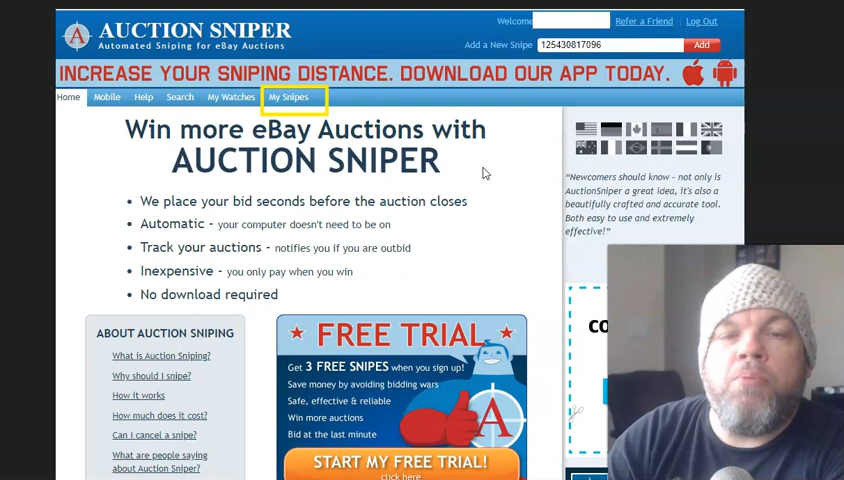 AUCTION SNIPER
Automated Sniping for eBay Auctions
Welcome
Refer a Friend
Log Out
Add a New Snipe
125430817096
Add
INCREASE YOUR SNIPING DISTANCE. DOWNLOAD OUR APP TODAY.
Home
Mobile
Help
Search
My Watches
My Snipes
Win more eBay Auctions with
AUCTION SNIPER
• We place your bid seconds before the auction closes
• Automatic - your computer doesn't need to be on
• Track your auctions - notifies you if you are outbid
• Inexpensive - you only pay when you win
• No download required
"Newcomers should know - not only is
AuctionSniper a great idea, it's also a
beautifully crafted and accurate tool.
Both easy to use and extremely
effective!"
ABOUT AUCTION SNIPING
What is Auction Sniping?
Why should I snipe?
How it works
How much does it cost?
Can I cancel a snipe?
What are people saying
about Auction Sniper?
FREE TRIAL
Get 3 FREE SNIPES when you sign up!
Save money by avoiding bidding wars
Safe, effective & reliable
Win more auctions
Bid at the last minute
A
START MY FREE TRIAL!
click here